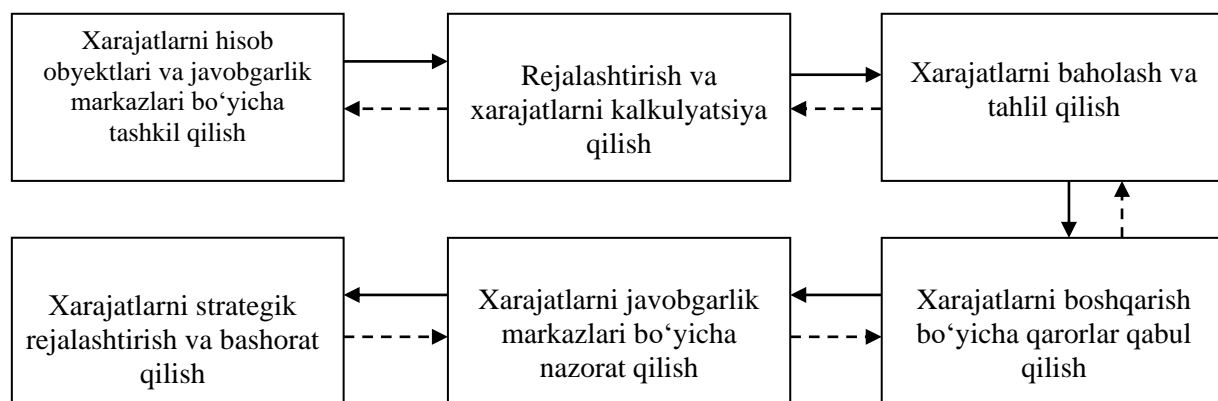 Xarajatlarni hisob
obyektlari va javobgarlik
markazlari bo‘yicha
tashkil qilish
Rejalashtirish va
xarajatlarni kalkulyatsiya
qilish
Xarajatlarni baholash va
tahlil qilish
Xarajatlarni strategik
rejalashtirish va bashorat
qilish
Xarajatlarni javobgarlik
markazlari bo‘yicha
nazorat qilish
Xarajatlarni boshqarish
bo‘yicha qarorlar qabul
qilish